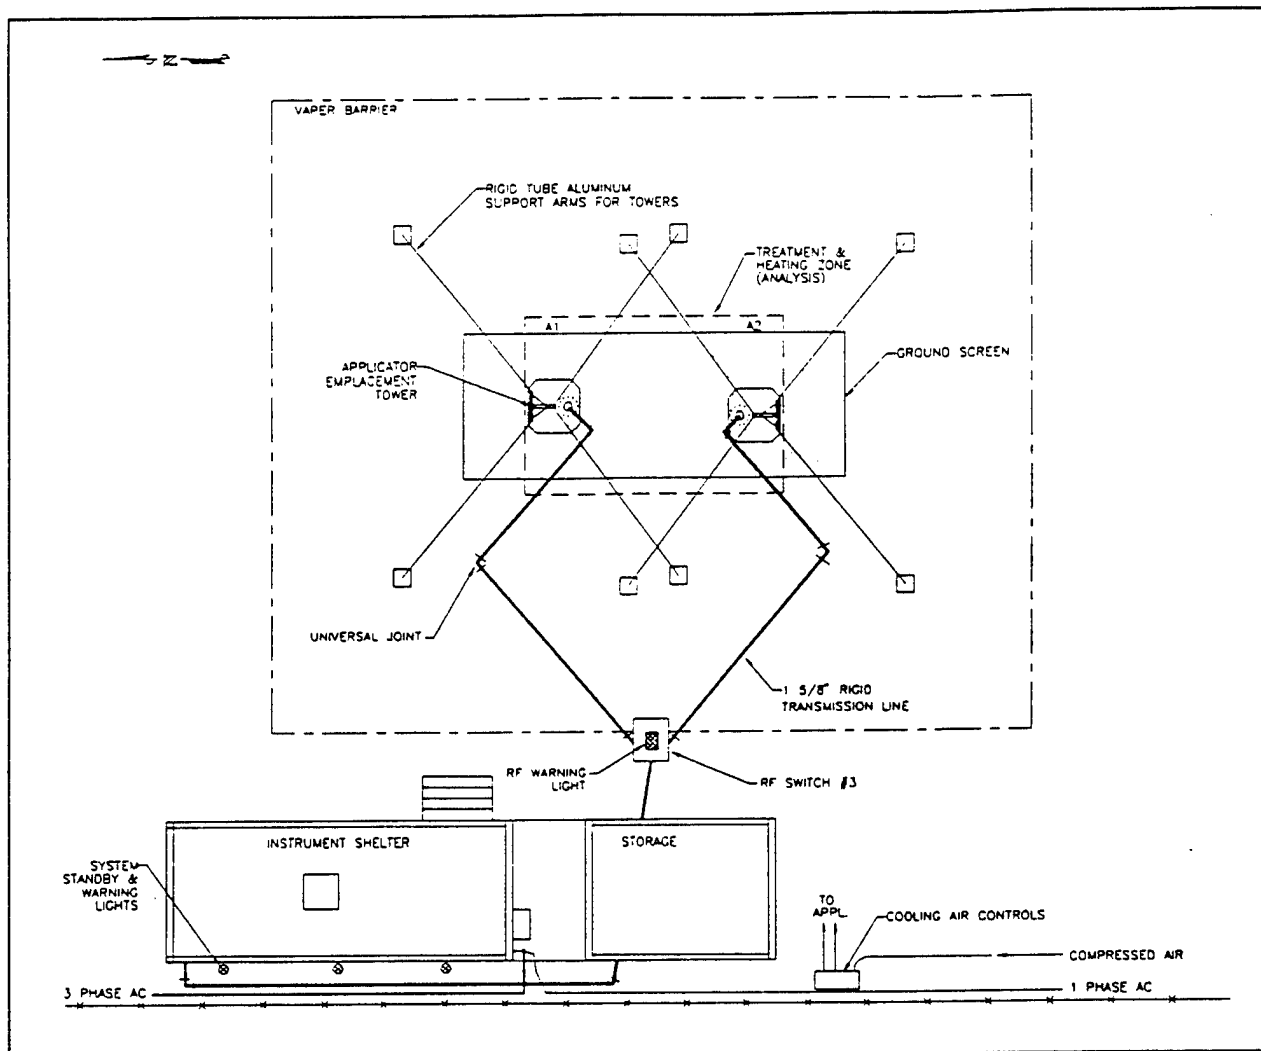 Z
VAPER BARRIER
RIGID TUBE ALUMINUM
SUPPORT ARMS FOR TOWERS
TREATMENT &
HEATING ZONE
(ANALYSIS)
A1
A2
GROUND SCREEN
APPLICATOR
EMPLACEMENT
TOWER
UNIVERSAL JOINT
1 5/8" RIGID
TRANSMISSION LINE
RF WARNING
LIGHT
RF SWITCH #3
INSTRUMENT SHELTER
STORAGE
SYSTEM
STANDBY &
WARNING
LIGHTS
TO
APPL.
COOLING AIR CONTROLS
COMPRESSED AIR
3 PHASE AC
1 PHASE AC